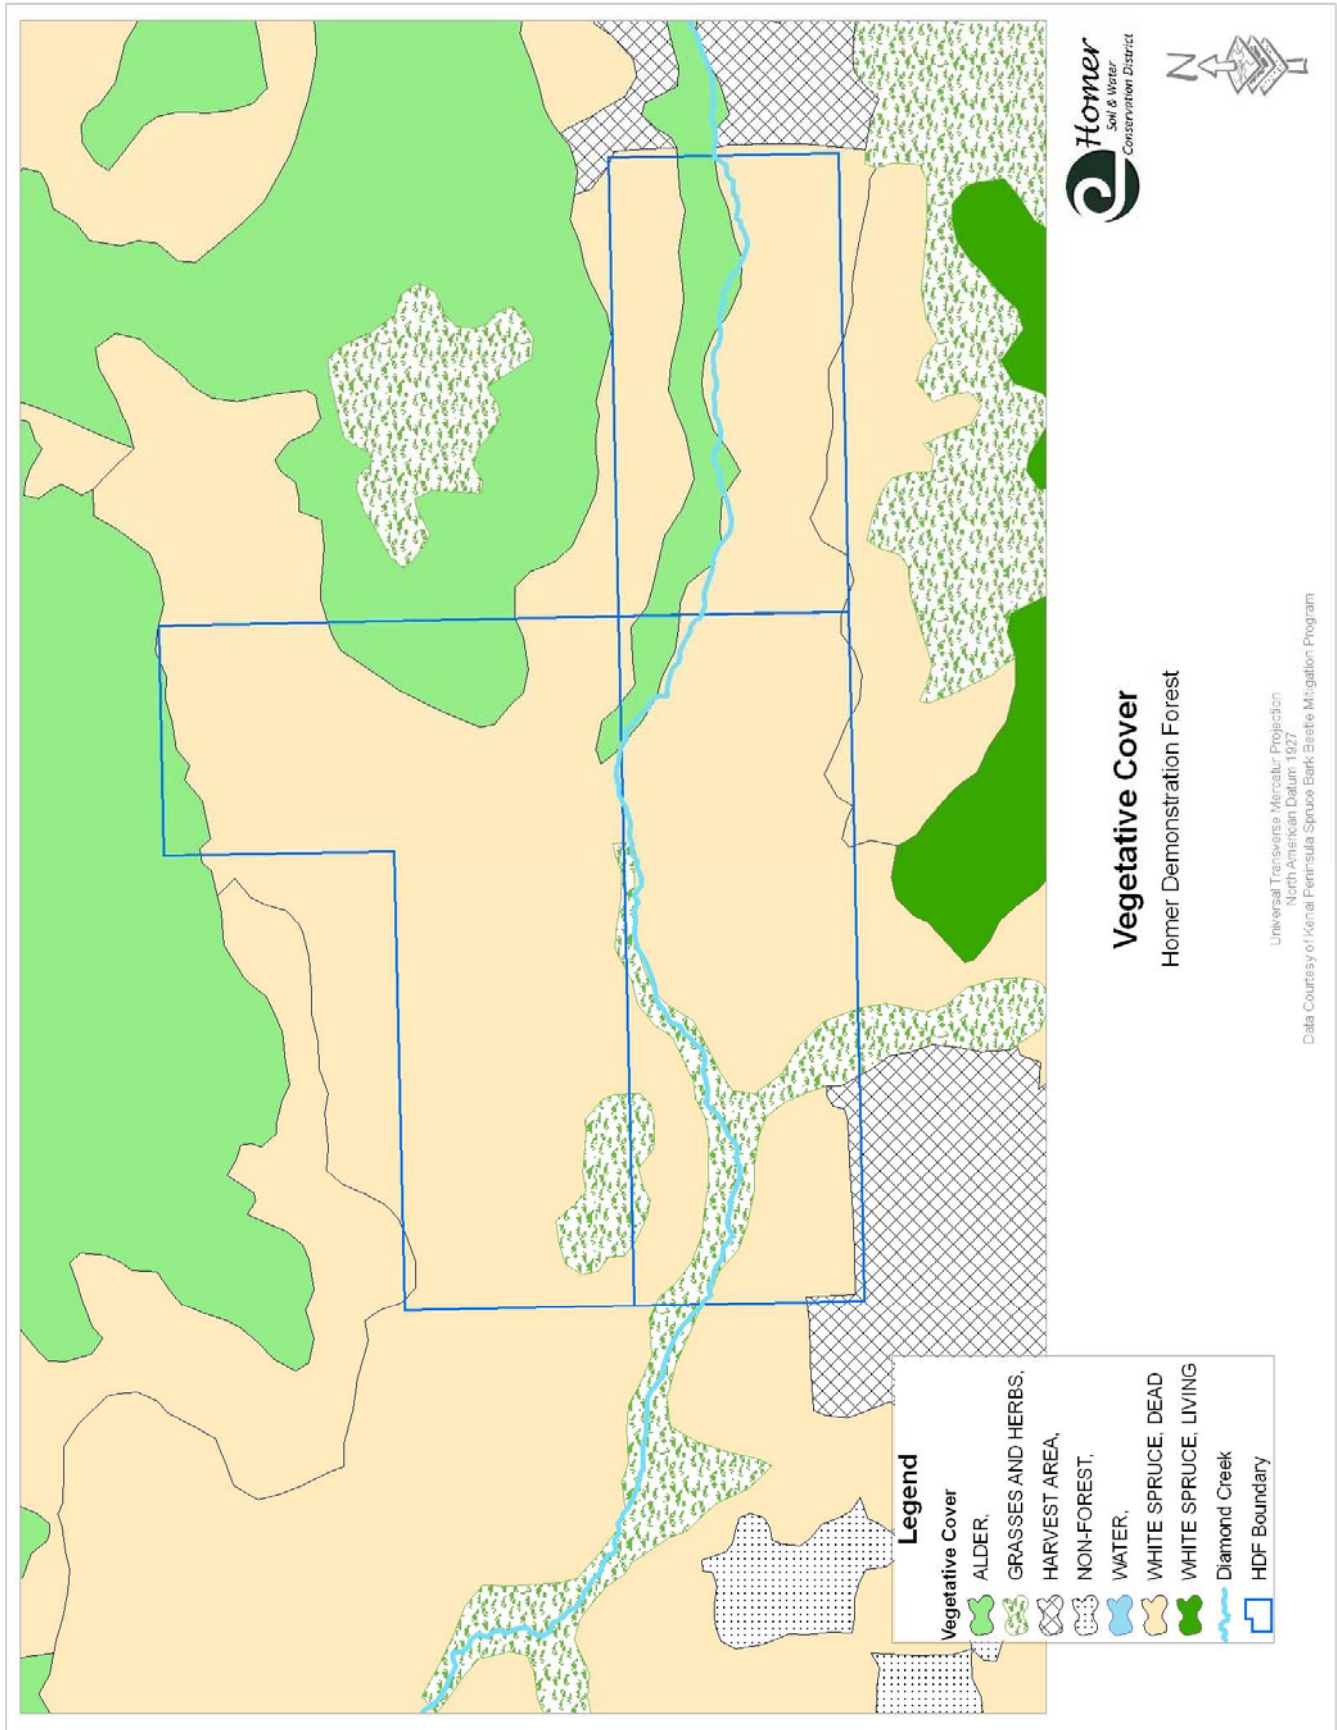 Homer
Soil & Water
Conservation District
N
Vegetative Cover
Homer Demonstration Forest
Universal Transverse Mercatur Projection
North American Datum 1927
Data Courtesy of Kenai Peninsula Spruce Bark Beetle Mitigation Program
Legend
Vegetative Cover
ALDER,
GRASSES AND HERBS,
HARVEST AREA,
NON-FOREST,
WATER,
WHITE SPRUCE, DEAD
WHITE SPRUCE, LIVING
Diamond Creek
HDF Boundary